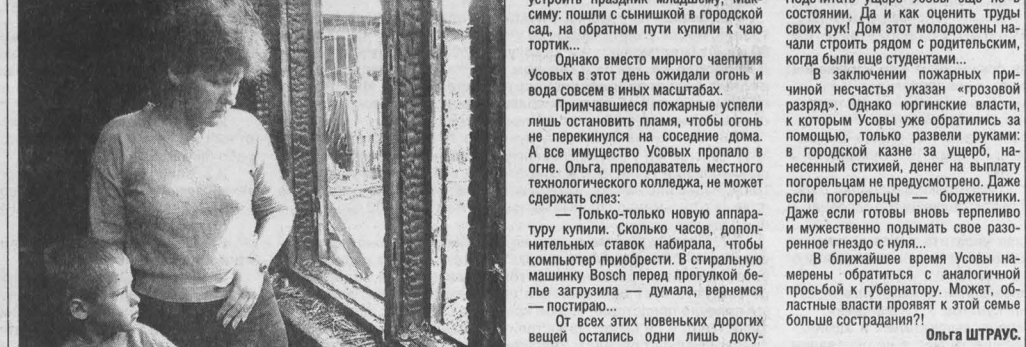 устроить праздник младшему, Мак-
симу: пошли с сынишкой в городской
сад, на обратном пути купили к чаю
тортик...
Однако вместо мирного чаепития
Усовых в этот день ожидали огонь и
вода совсем в иных масштабах.
Примчавшиеся пожарные успели
лишь остановить пламя, чтобы огонь
не перекинулся на соседние дома.
А все имущество Усовых пропало в
огне. Ольга, преподаватель местного
технологического колледжа, не может
сдержать слез:
— Только-только новую аппара-
туру купили. Сколько часов, допол-
нительных ставок набирала, чтобы
компьютер приобрести. В стиральную
машинку Bosch перед прогулкой бе-
лье загрузила — думала, вернемся
— постираю...
От всех этих новеньких дорогих
вещей остались одни лишь доку-
Подсчитать ущерб Усовы еще не в
состоянии. Да и как оценить труды
своих рук! Дом этот молодожены на-
чали строить рядом с родительским,
когда были еще студентами...
В заключении пожарных при-
чиной несчастья указан «грозовой
разряд». Однако юргинские власти,
к которым Усовы уже обратились за
помощью, только развели руками:
в городской казне за ущерб, на-
несенный стихией, денег на выплату
погорельцам не предусмотрено. Даже
если погорельцы — бюджетники.
Даже если готовы вновь терпеливо
и мужественно подымать свое разо-
ренное гнездо с нуля...
В ближайшее время Усовы на-
мерены обратиться с аналогичной
просьбой к губернатору. Может, об-
ластные власти проявят к этой семье
больше сострадания?!
Ольга ШТРАУС.